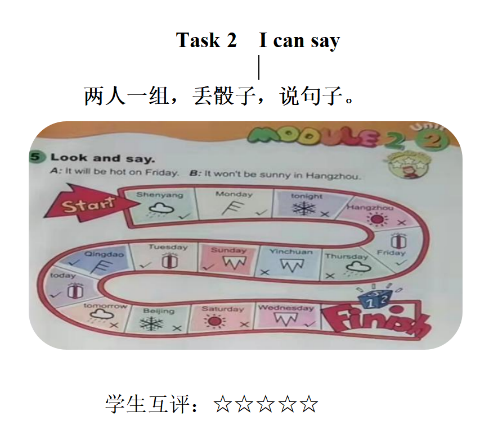 Task 2 I can say
两人一组，丢骰子，说句子。
MODULE 2
Unit 2
5 Look and say.
A: It will be hot on Friday. B: It won't be sunny in Hangzhou.
Start
Shenyang
Monday
tonight
Hangzhou
Friday
Thursday
Yinchuan
Sunday
Tuesday
Qingdao
today
tomorrow
Beijing
Saturday
Wednesday
Finish
学生互评：☆☆☆☆☆